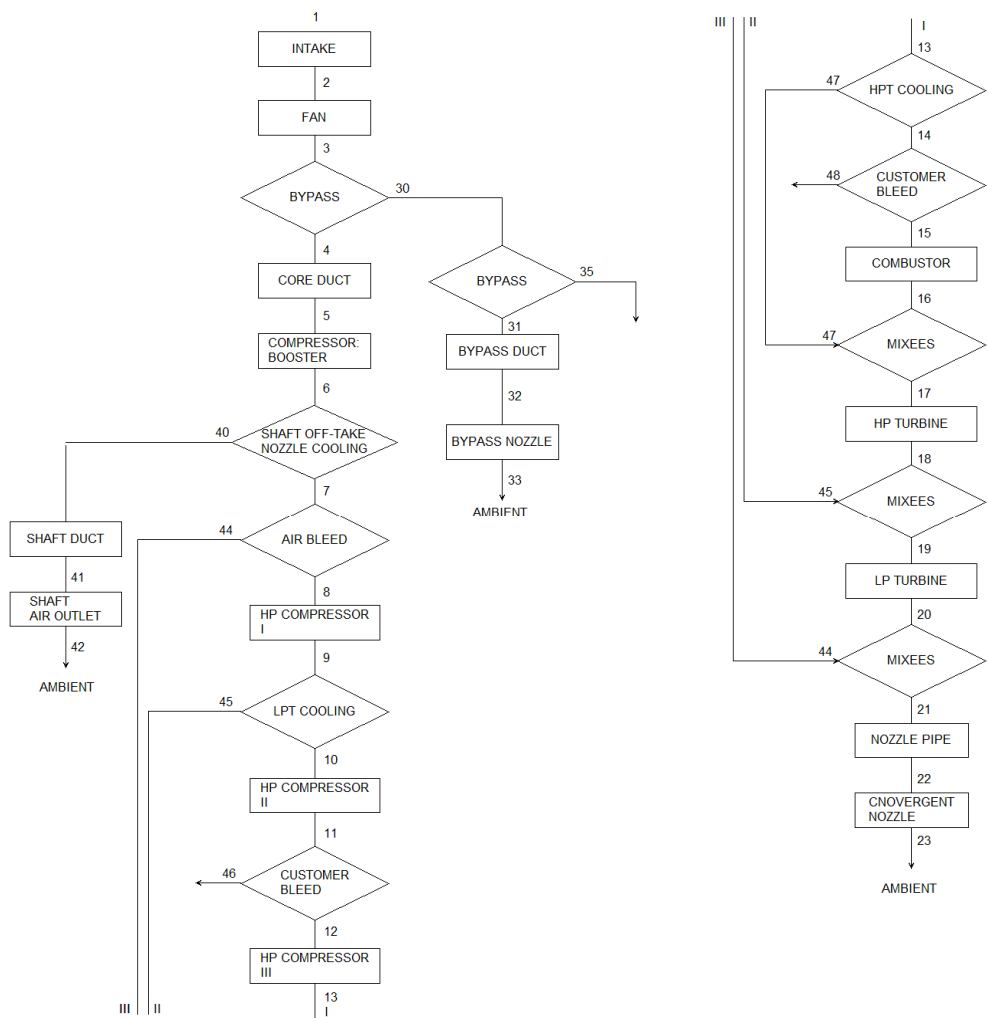 1
INTAKE
2
FAN
3
BYPASS
30
4
CORE DUCT
BYPASS
35
5
31
COMPRESSOR:
BOOSTER
BYPASS DUCT
6
32
40
SHAFT OFF-TAKE
NOZZLE COOLING
BYPASS NOZZLE
33
7
AMBIENT
44
AIR BLEED
SHAFT DUCT
41
8
SHAFT
AIR OUTLET
HP COMPRESSOR
I
42
9
AMBIENT
45
LPT COOLING
10
HP COMPRESSOR
II
11
46
CUSTOMER
BLEED
12
HP COMPRESSOR
III
13
III
II
I
III
II
I
13
47
HPT COOLING
14
48
CUSTOMER
BLEED
15
COMBUSTOR
16
47
MIXEES
17
HP TURBINE
18
45
MIXEES
19
LP TURBINE
20
44
MIXEES
21
NOZZLE PIPE
22
CNOVERGENT
NOZZLE
23
AMBIENT